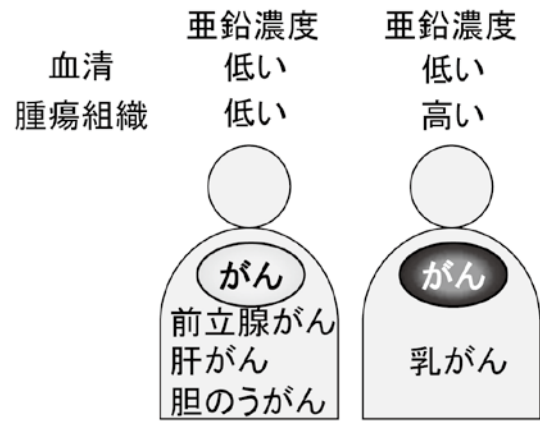 亜鉛濃度 亜鉛濃度
血清 低い 低い
腫瘍組織 低い 高い
がん がん
前立腺がん
肝がん 乳がん
胆のうがん